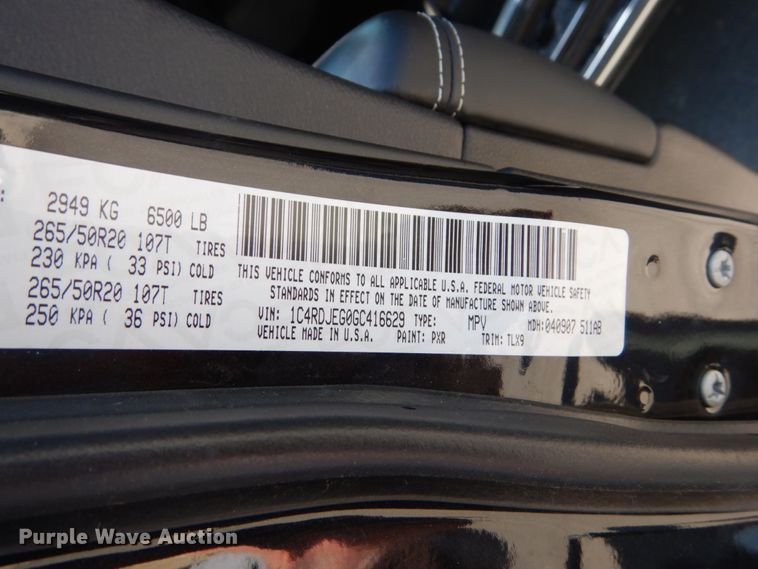 2949 KG 6500 LB
265/50R20 107T TIRES
230 KPA ( 33 PSI) COLD
265/50R20 107T TIRES
250 KPA ( 36 PSI) COLD
THIS VEHICLE CONFORMS TO ALL APPLICABLE U.S.A. FEDERAL MOTOR VEHICLE SAFETY
STANDARDS IN EFFECT ON THE DATE OF MANUFACTURE SHOWN ABOVE.
VIN: 1C4RDJEG0GC416629 TYPE: MPV MDH: 040907 511AB
VEHICLE MADE IN U.S.A. PAINT: PXR TRIM: TLX9
Purple Wave Auction